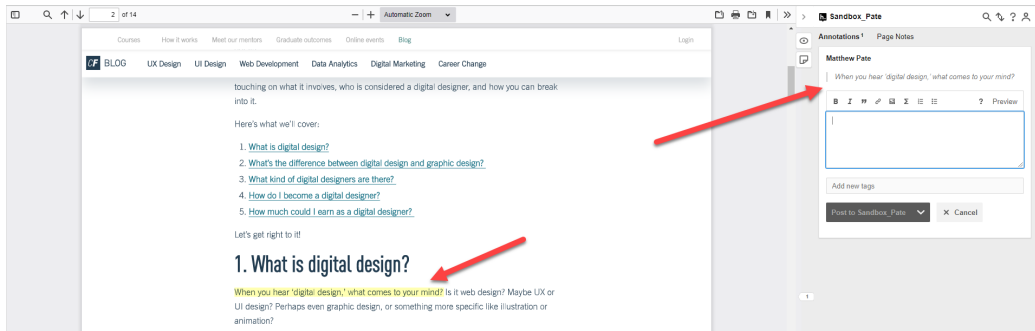 2 of 14
Automatic Zoom
Courses How it works Meet our mentors Graduate outcomes Online events Blog Login
CF BLOG UX Design UI Design Web Development Data Analytics Digital Marketing Career Change
touching on what it involves, who is considered a digital designer, and how you can break
into it.
Here's what we'll cover:
1. What is digital design?
2. What's the difference between digital design and graphic design?
3. What kind of digital designers are there?
4. How do I become a digital designer?
5. How much could I earn as a digital designer?
Let's get right to it!
1. What is digital design?
When you hear 'digital design,' what comes to your mind? Is it web design? Maybe UX or
UI design? Perhaps even graphic design, or something more specific like illustration or
animation?
Sandbox_Pate
Annotations 1 Page Notes
Matthew Pate
When you hear 'digital design,' what comes to your mind?
B I Σ ? Preview
Add new tags
Post to Sandbox_Pate X Cancel
1